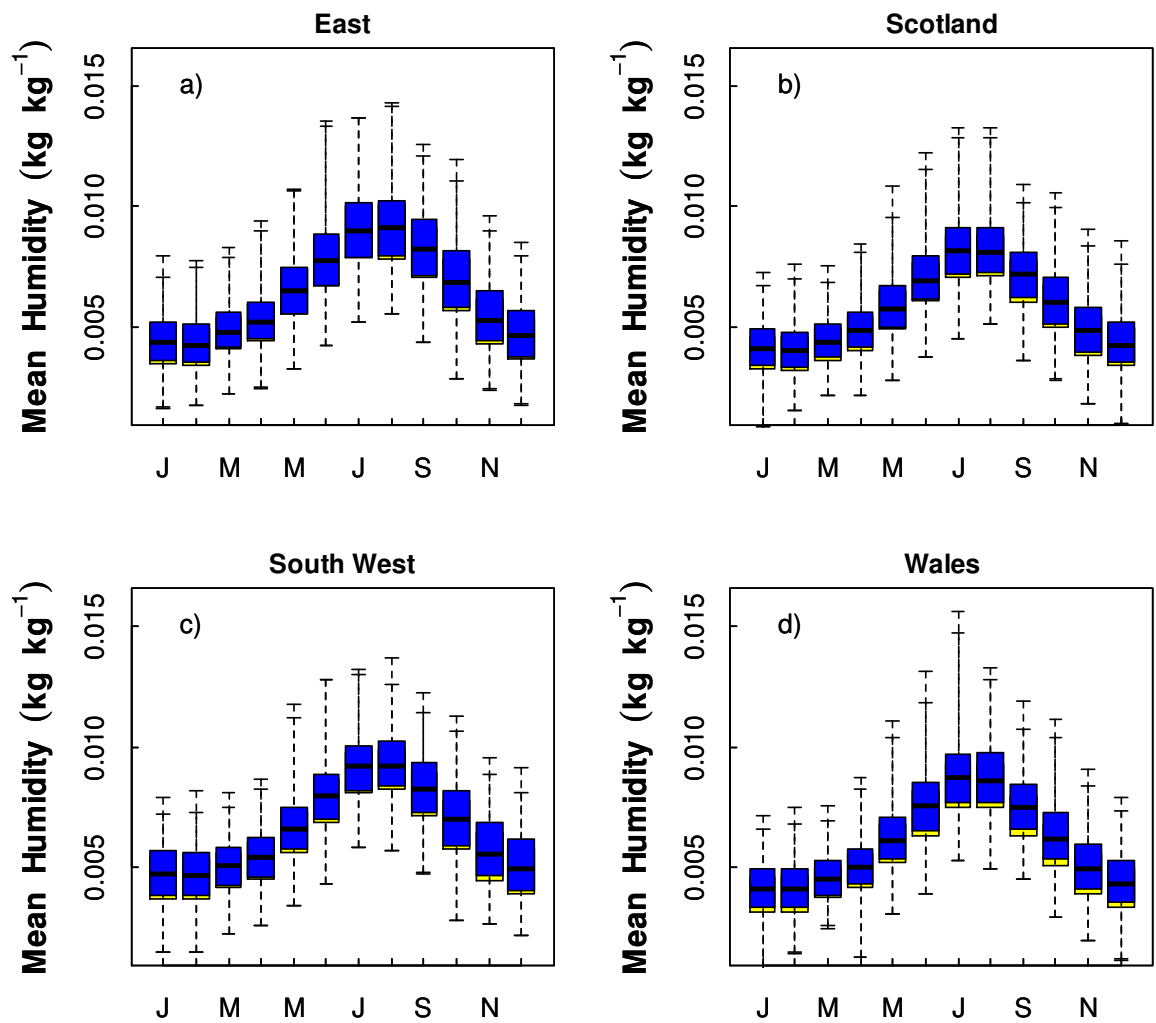 East
Mean Humidity (kg kg⁻¹)
0.005 0.010 0.015
a)
J M M J S N
Scotland
Mean Humidity (kg kg⁻¹)
0.005 0.010 0.015
b)
J M M J S N
South West
Mean Humidity (kg kg⁻¹)
0.005 0.010 0.015
c)
J M M J S N
Wales
Mean Humidity (kg kg⁻¹)
0.005 0.010 0.015
d)
J M M J S N